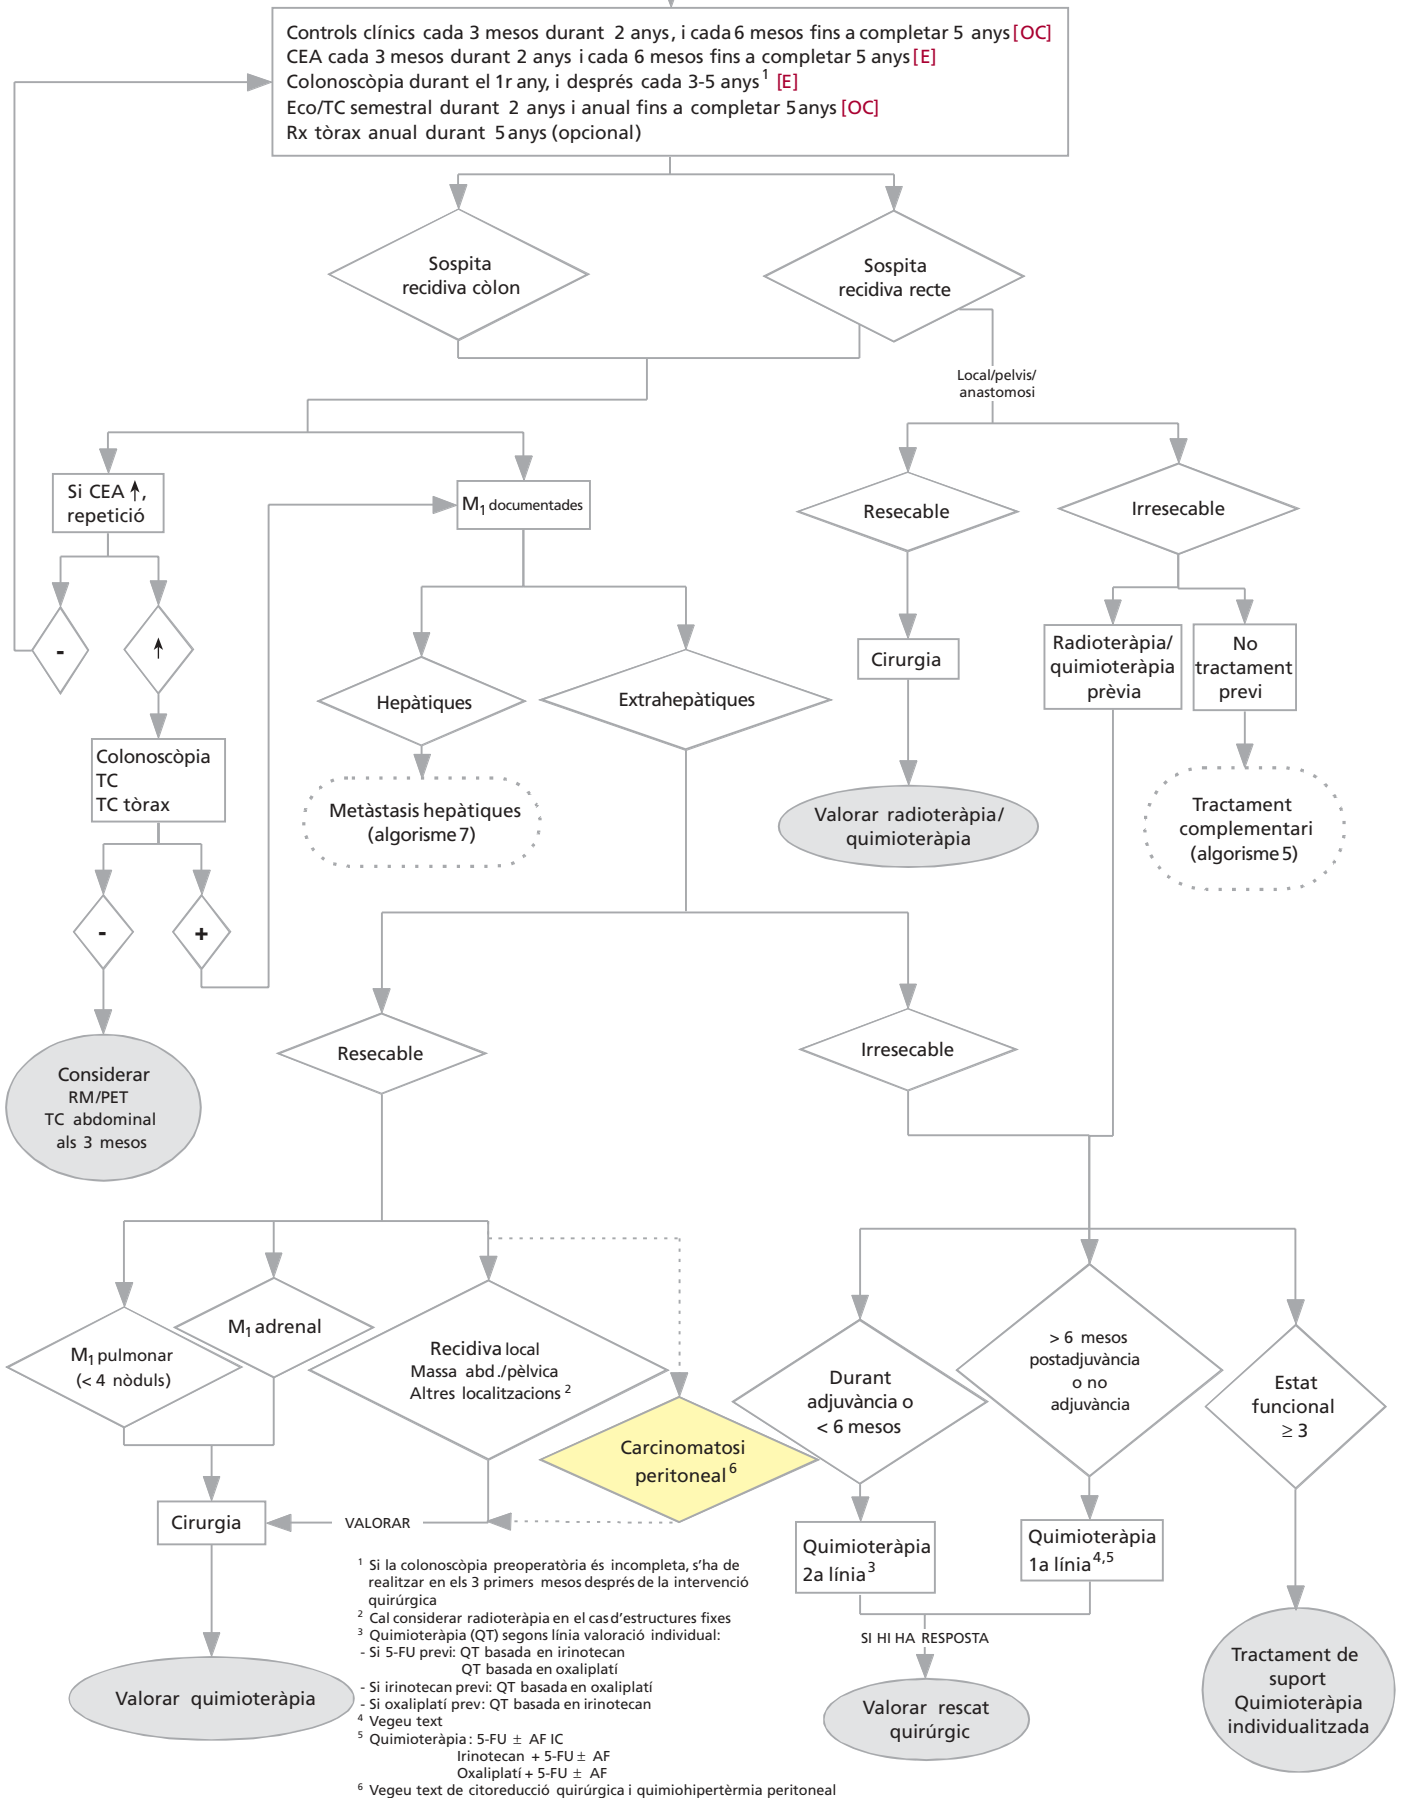 Controls clínics cada 3 mesos durant 2 anys, i cada 6 mesos fins a completar 5 anys [OC]
CEA cada 3 mesos durant 2 anys i cada 6 mesos fins a completar 5 anys [E]
Colonoscòpia durant el 1r any, i després cada 3-5 anys¹ [E]
Eco/TC semestral durant 2 anys i anual fins a completar 5 anys [OC]
Rx tòrax anual durant 5 anys (opcional)
Sospita
recidiva còlon
Sospita
recidiva recte
Local/pelvis/
anastomosi
Si CEA ↑,
repetició
M₁ documentades
Resecable
Irresecable
-
↑
Hepàtiques
Extrahepàtiques
Cirurgia
Radioteràpia/
quimioteràpia
prèvia
No
tractament
previ
Colonoscòpia
TC
TC tòrax
Metàstasis hepàtiques
(algorisme 7)
Valorar radioteràpia/
quimioteràpia
Tractament
complementari
(algorisme 5)
-
+
Considerar
RM/PET
TC abdominal
als 3 mesos
Resecable
Irresecable
M₁ pulmonar
(< 4 nòduls)
M₁ adrenal
Recidiva local
Massa abd./pèlvica
Altres localitzacions ²
Carcinomatosi
peritoneal⁶
Durant
adjuvància o
< 6 mesos
> 6 mesos
postadjuvància
o no
adjuvància
Estat
funcional
≥ 3
Cirurgia
VALORAR
Quimioteràpia
2a línia³
Quimioteràpia
1a línia⁴,⁵
SI HI HA RESPOSTA
Valorar quimioteràpia
Valorar rescat
quirúrgic
Tractament de
suport
Quimioteràpia
individualitzada
¹ Si la colonoscòpia preoperatòria és incompleta, s'ha de
realitzar en els 3 primers mesos després de la intervenció
quirúrgica
² Cal considerar radioteràpia en el cas d'estructures fixes
³ Quimioteràpia (QT) segons línia valoració individual:
- Si 5-FU previ: QT basada en irinotecan
QT basada en oxaliplatí
- Si irinotecan previ: QT basada en oxaliplatí
- Si oxaliplatí prev: QT basada en irinotecan
⁴ Vegeu text
⁵ Quimioteràpia: 5-FU ± AF IC
Irinotecan + 5-FU ± AF
Oxaliplatí + 5-FU ± AF
⁶ Vegeu text de citoreducció quirúrgica i quimiohipertèrmia peritoneal